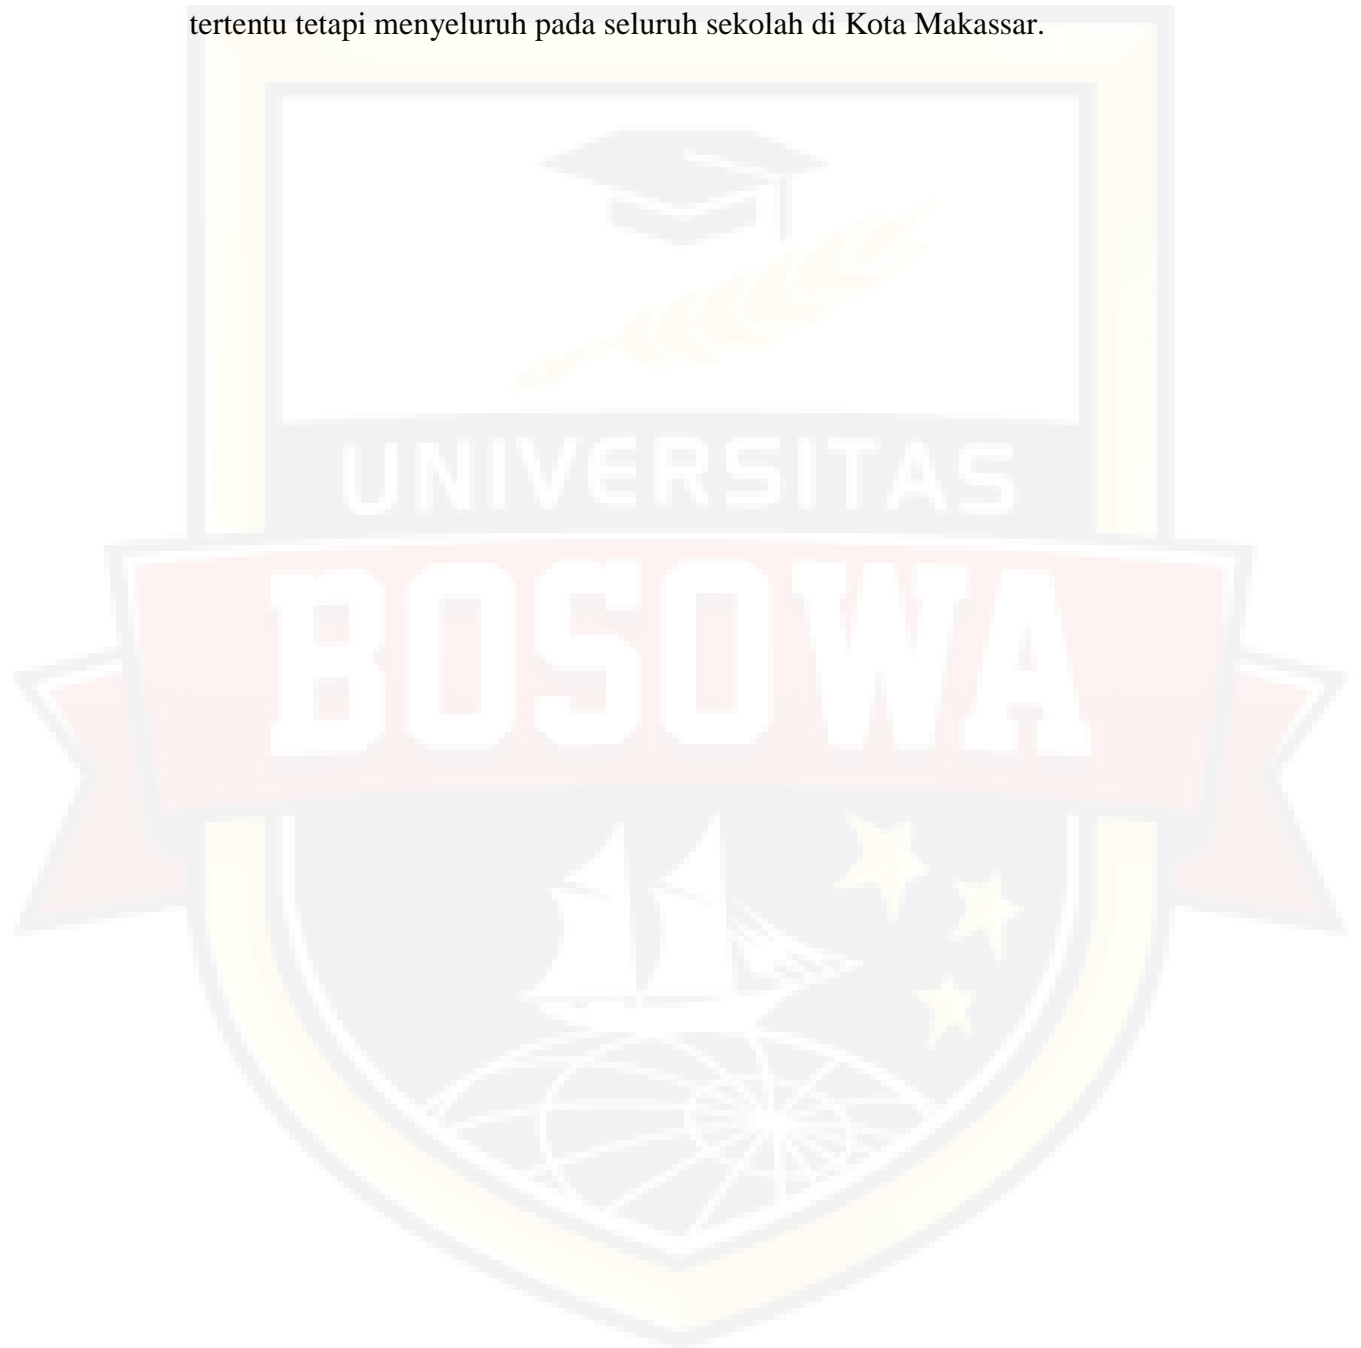 tertentu tetapi menyeluruh pada seluruh sekolah di Kota Makassar.
UNIVERSITAS
BOSOWA